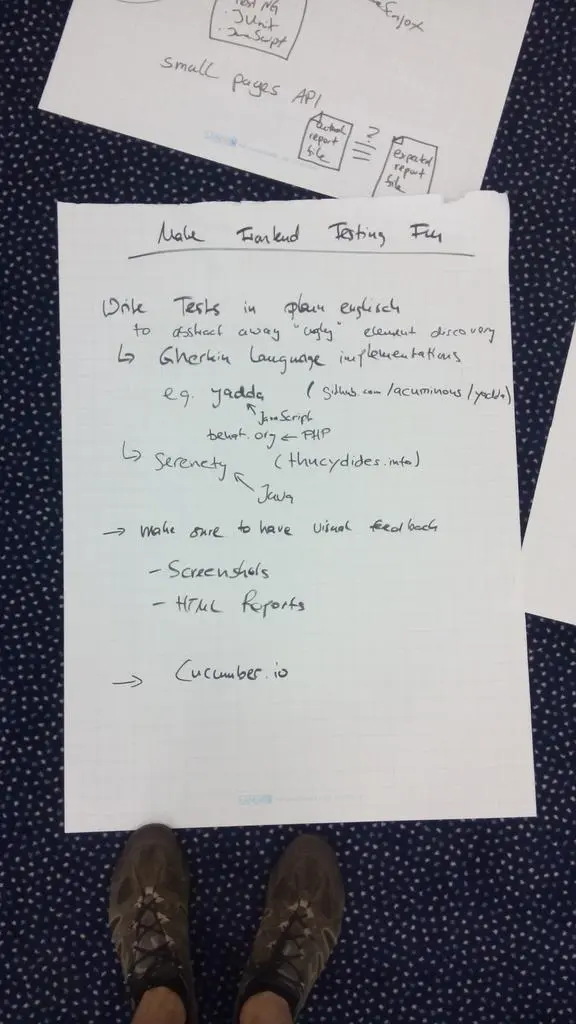 Test NG
. JUnit
. JavaScript
small pages API
actual
report
file
?
expected
report
file
Make Frontend Testing Fun
Write Tests in plain englisch
to abstract away "ugly" element discovery
↳ Gherkin Language implementations
e.g. yadda (github.com/acuminous/yadda)
JavaScript
behat.org ← PHP
↳ Serenety (thucydides.info)
Java
→ make sure to have visual feedback
- Screenshots
- HTML Reports
→ Cucumber.io